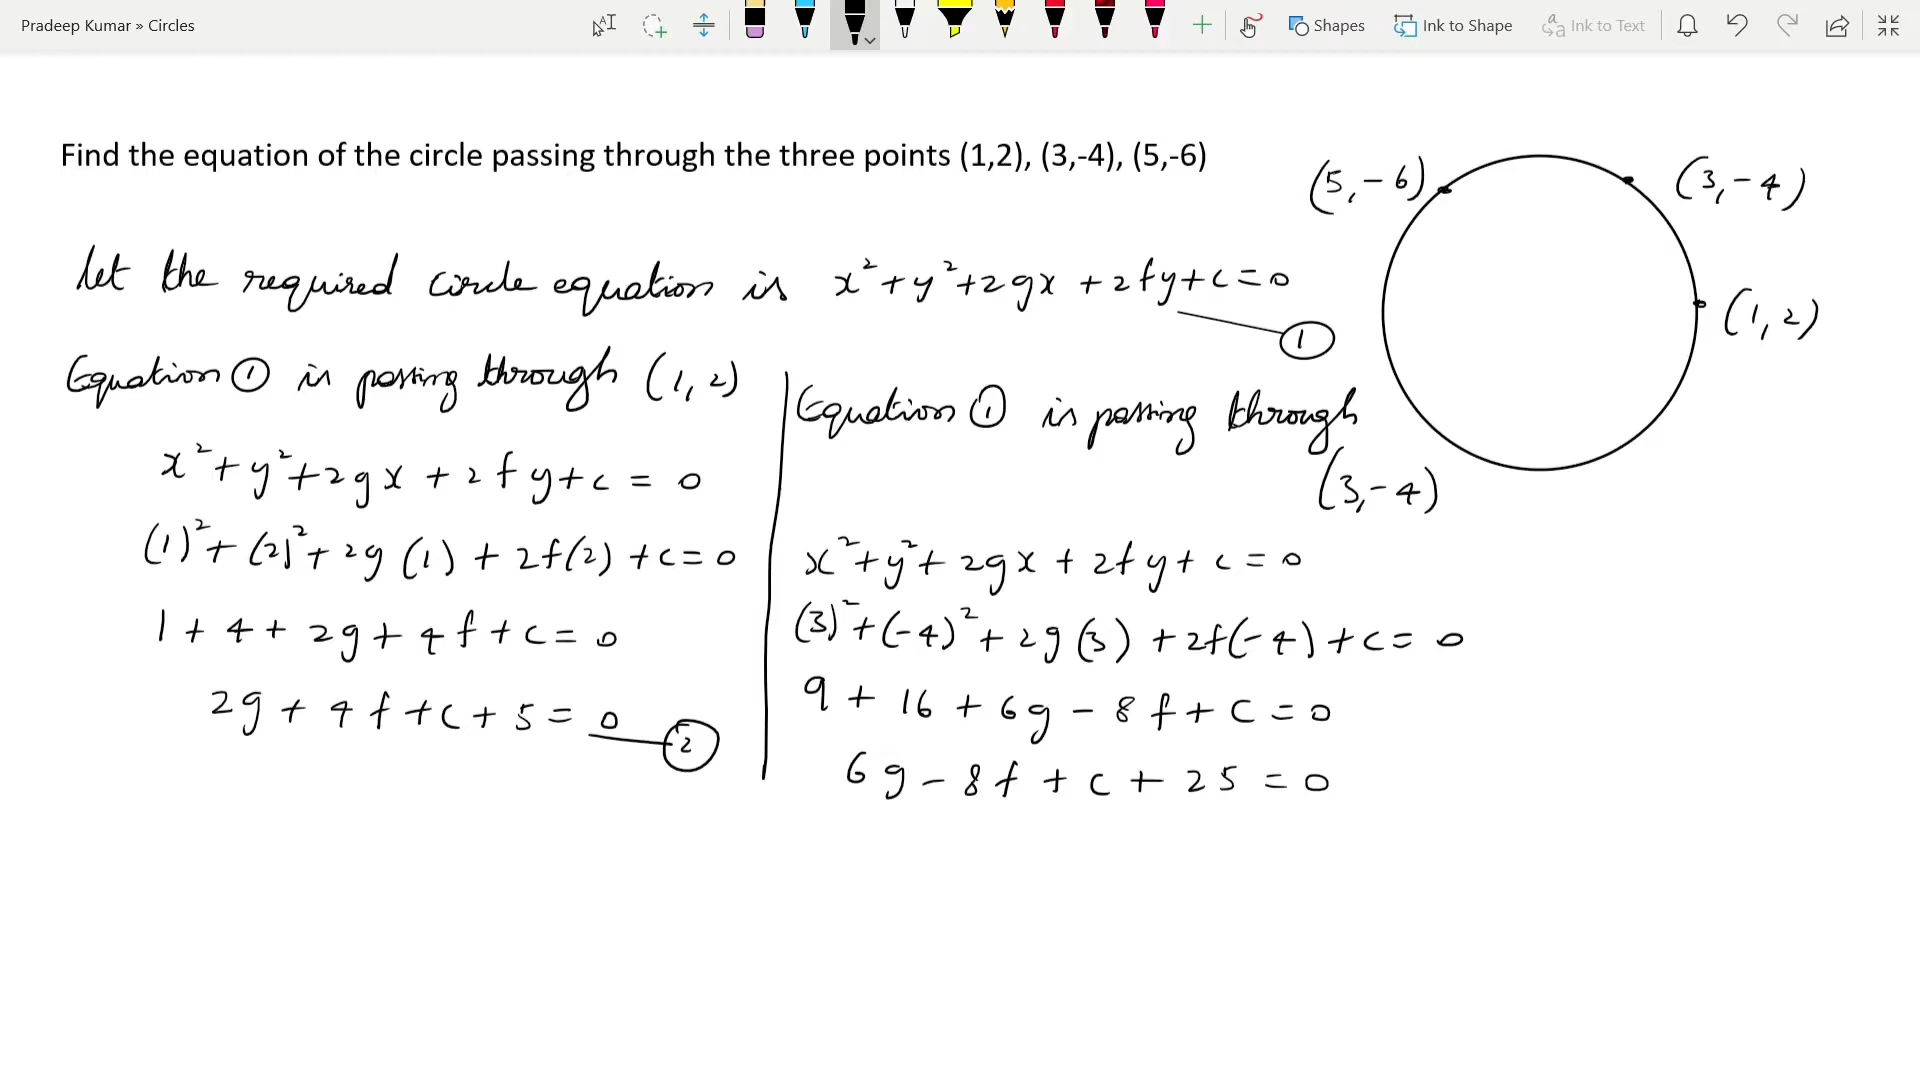 Pradeep Kumar » Circles
Shapes
Ink to Shape
Ink to Text
Find the equation of the circle passing through the three points (1,2), (3,-4), (5,-6)
(5,-6)
(3,-4)
(1,2)
let the required circle equation is x²+y²+2gx+2fy+c=0
①
Equation ① is passing through (1,2)
x²+y²+2gx+2fy+c=0
(1)²+(2)²+2g(1)+2f(2)+c=0
1+4+2g+4f+c=0
2g+4f+c+5=0 — ②
Equation ① is passing through
(3,-4)
x²+y²+2gx+2fy+c=0
(3)²+(-4)²+2g(3)+2f(-4)+c=0
9+16+6g-8f+c=0
6g-8f+c+25=0